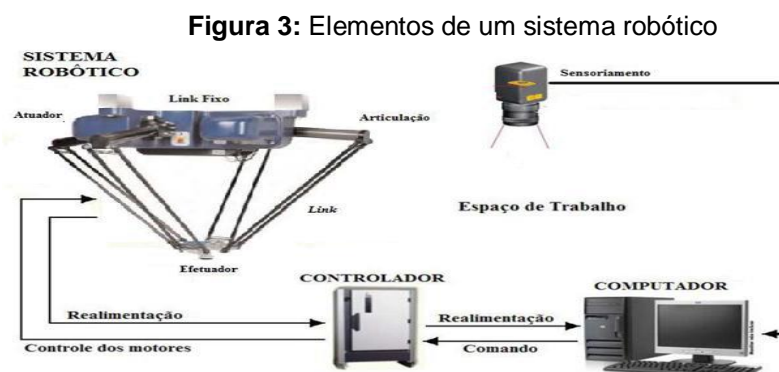 Figura 3: Elementos de um sistema robótico
SISTEMA
ROBÔTICO
Link Fixo
Atuador
Articulação
Sensoriamento
Link
Espaço de Trabalho
Efetuador
CONTROLADOR
COMPUTADOR
Realimentação
Realimentação
Controle dos motores
Comando